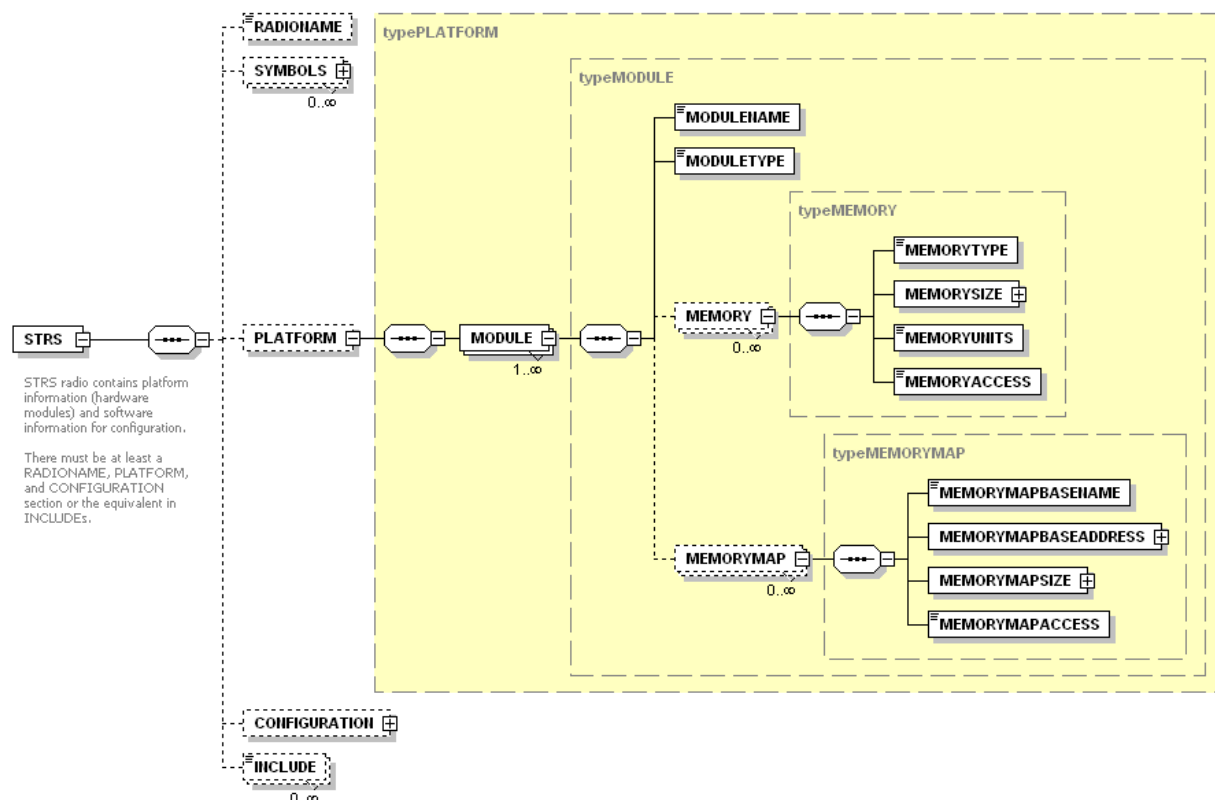 RADIONAME
typePLATFORM
SYMBOLS
0..∞
typeMODULE
MODULENAME
MODULETYPE
typeMEMORY
MEMORYTYPE
MEMORYSIZE
STRS
PLATFORM
MODULE
1..∞
MEMORY
0..∞
MEMORYUNITS
MEMORYACCESS
STRS radio contains platform
information (hardware
modules) and software
information for configuration.
There must be at least a
RADIONAME, PLATFORM,
and CONFIGURATION
section or the equivalent in
INCLUDEs.
typeMEMORYMAP
MEMORYMAPBASENAME
MEMORYMAPBASEADDRESS
MEMORYMAP
0..∞
MEMORYMAPSIZE
MEMORYMAPACCESS
CONFIGURATION
INCLUDE
0..∞